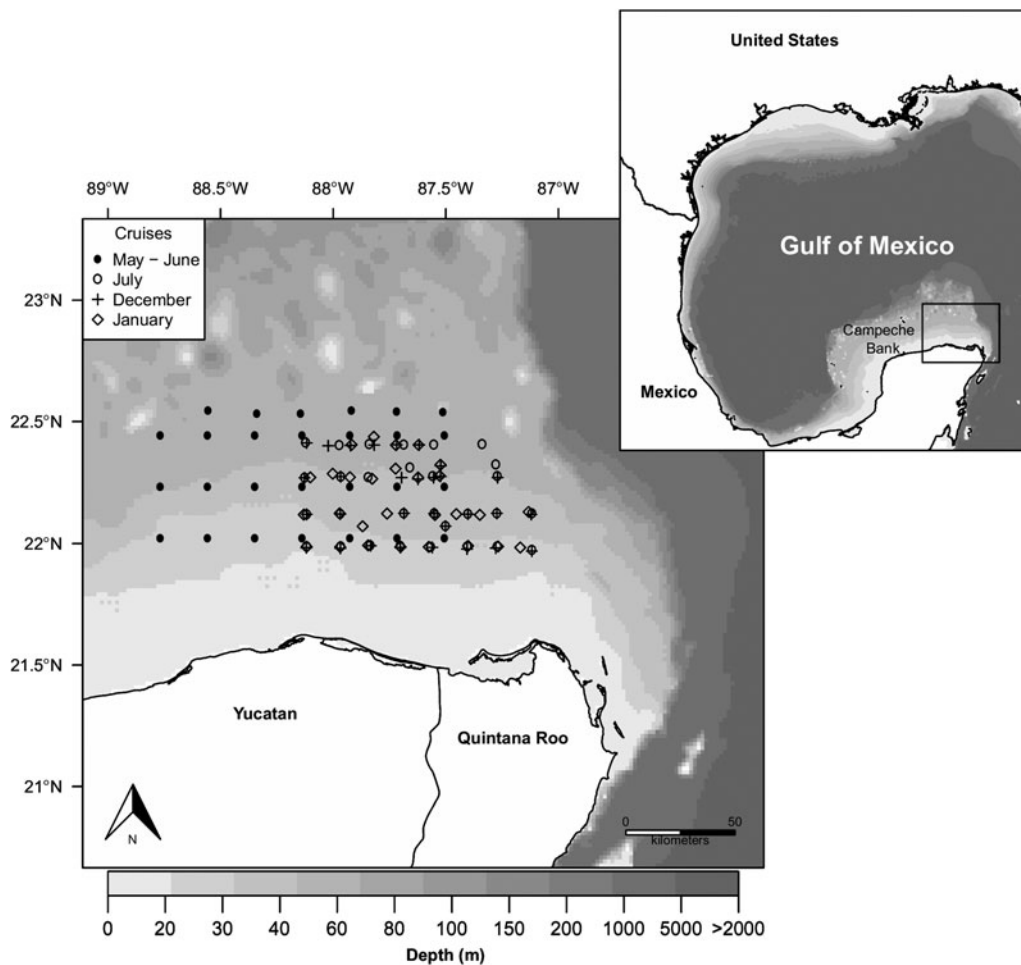 United States
Gulf of Mexico
Campeche
Bank
Mexico
89°W 88.5°W 88°W 87.5°W 87°W
Cruises
May – June
July
December
January
23°N
22.5°N
22°N
21.5°N
21°N
Yucatan
Quintana Roo
N
0 50
kilometers
0 20 30 40 60 80 100 150 200 1000 5000 >2000
Depth (m)